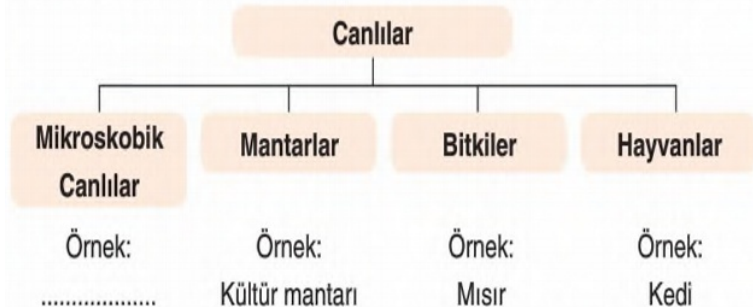 Canlılar
Mikroskobik
Canlılar
Mantarlar
Bitkiler
Hayvanlar
Örnek:
...................
Örnek:
Kültür mantarı
Örnek:
Mısır
Örnek:
Kedi